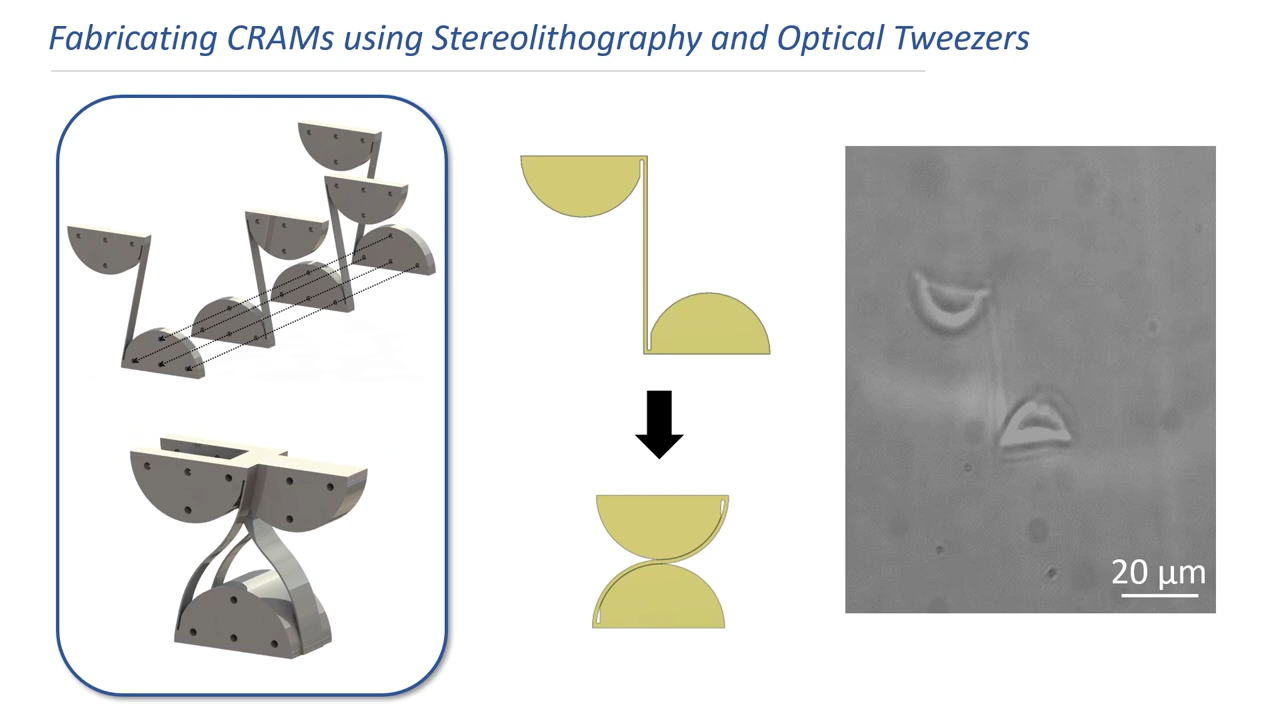 Fabricating CRAMs using Stereolithography and Optical Tweezers
20 μm